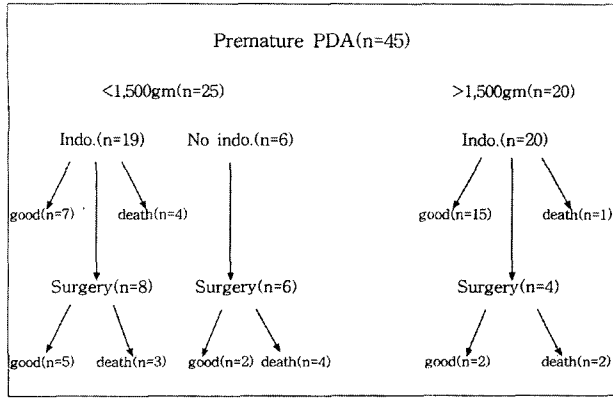 Premature PDA(n=45)
<1,500gm(n=25) >1,500gm(n=20)
Indo.(n=19) No indo.(n=6) Indo.(n=20)
good(n=7) death(n=4) good(n=15) death(n=1)
Surgery(n=8) Surgery(n=6) Surgery(n=4)
good(n=5) death(n=3) good(n=2) death(n=4) good(n=2) death(n=2)